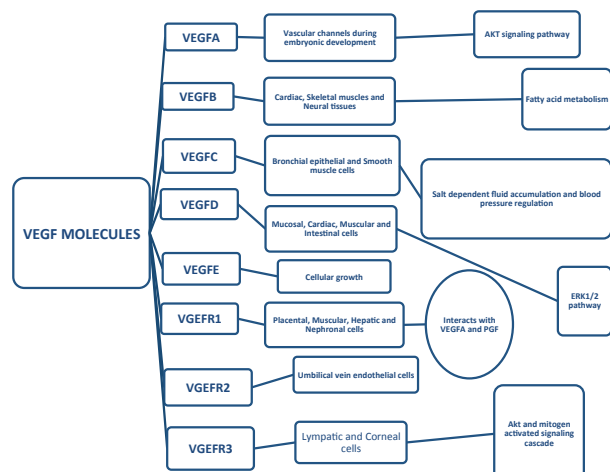 VEGFA
Vascular channels during
embryonic development
AKT signaling pathway
VEGFB
Cardiac, Skeletal muscles and
Neural tissues
Fatty acid metabolism
VEGFC
Bronchial epithelial and Smooth
muscle cells
Salt dependent fluid accumulation and blood
pressure regulation
VEGF MOLECULES
VEGFD
Mucosal, Cardiac, Muscular and
Intestinal cells
VEGFE
Cellular growth
ERK1/2
pathway
VGEFR1
Placental, Muscular, Hepatic and
Nephronal cells
Interacts with
VEGFA and PGF
VGEFR2
Umbilical vein endothelial cells
VGEFR3
Lympatic and Corneal
cells
Akt and mitogen
activated signaling
cascade